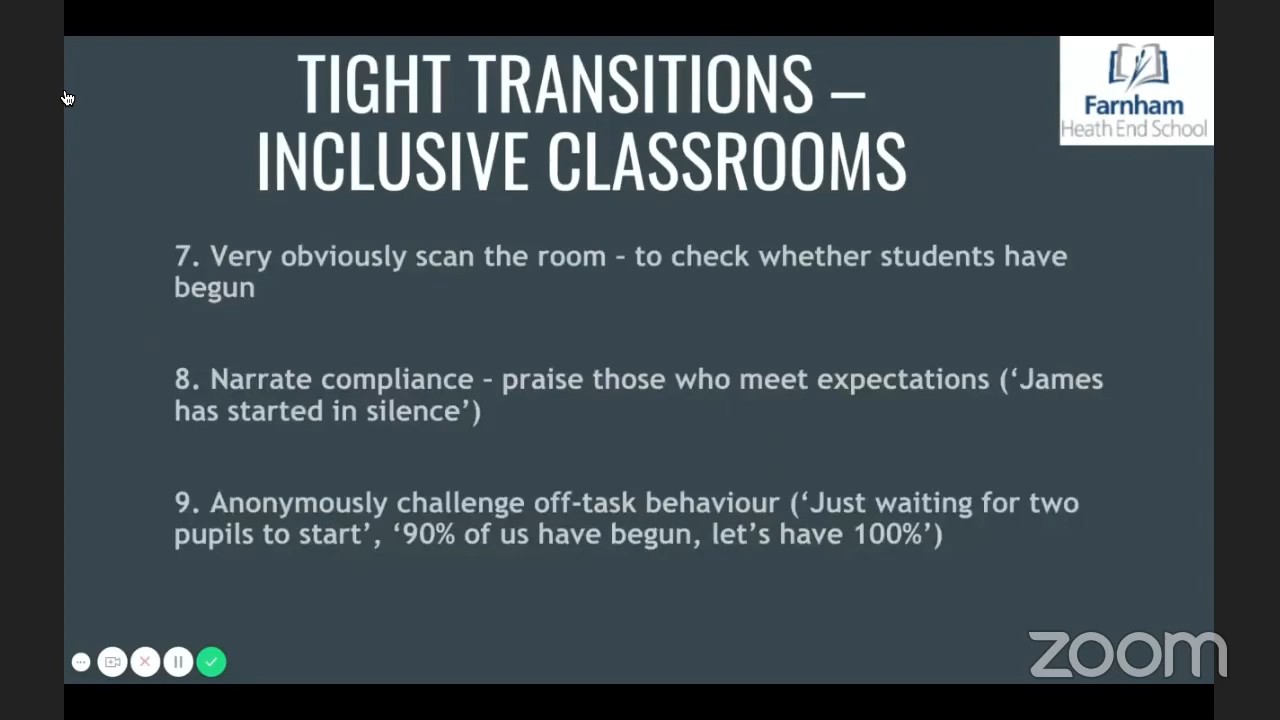 TIGHT TRANSITIONS –
INCLUSIVE CLASSROOMS
Farnham
Heath End School
7. Very obviously scan the room – to check whether students have
begun
8. Narrate compliance – praise those who meet expectations (‘James
has started in silence’)
9. Anonymously challenge off-task behaviour (‘Just waiting for two
pupils to start’, ‘90% of us have begun, let’s have 100%’)
zoom